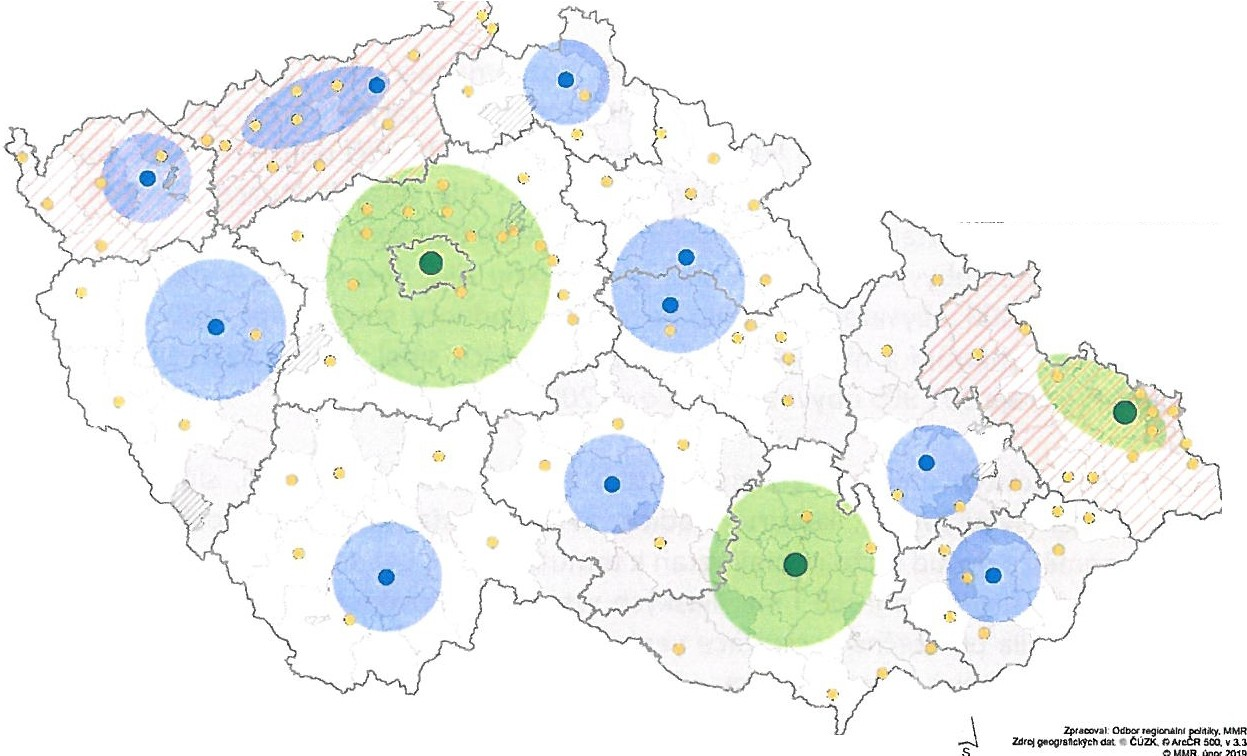 S
Zpracoval: Odbor regionální politiky, MMR
Zdroj geografických dat © ČÚZK, © ArcČR 500, v 3.3
© MMR, únor 2019